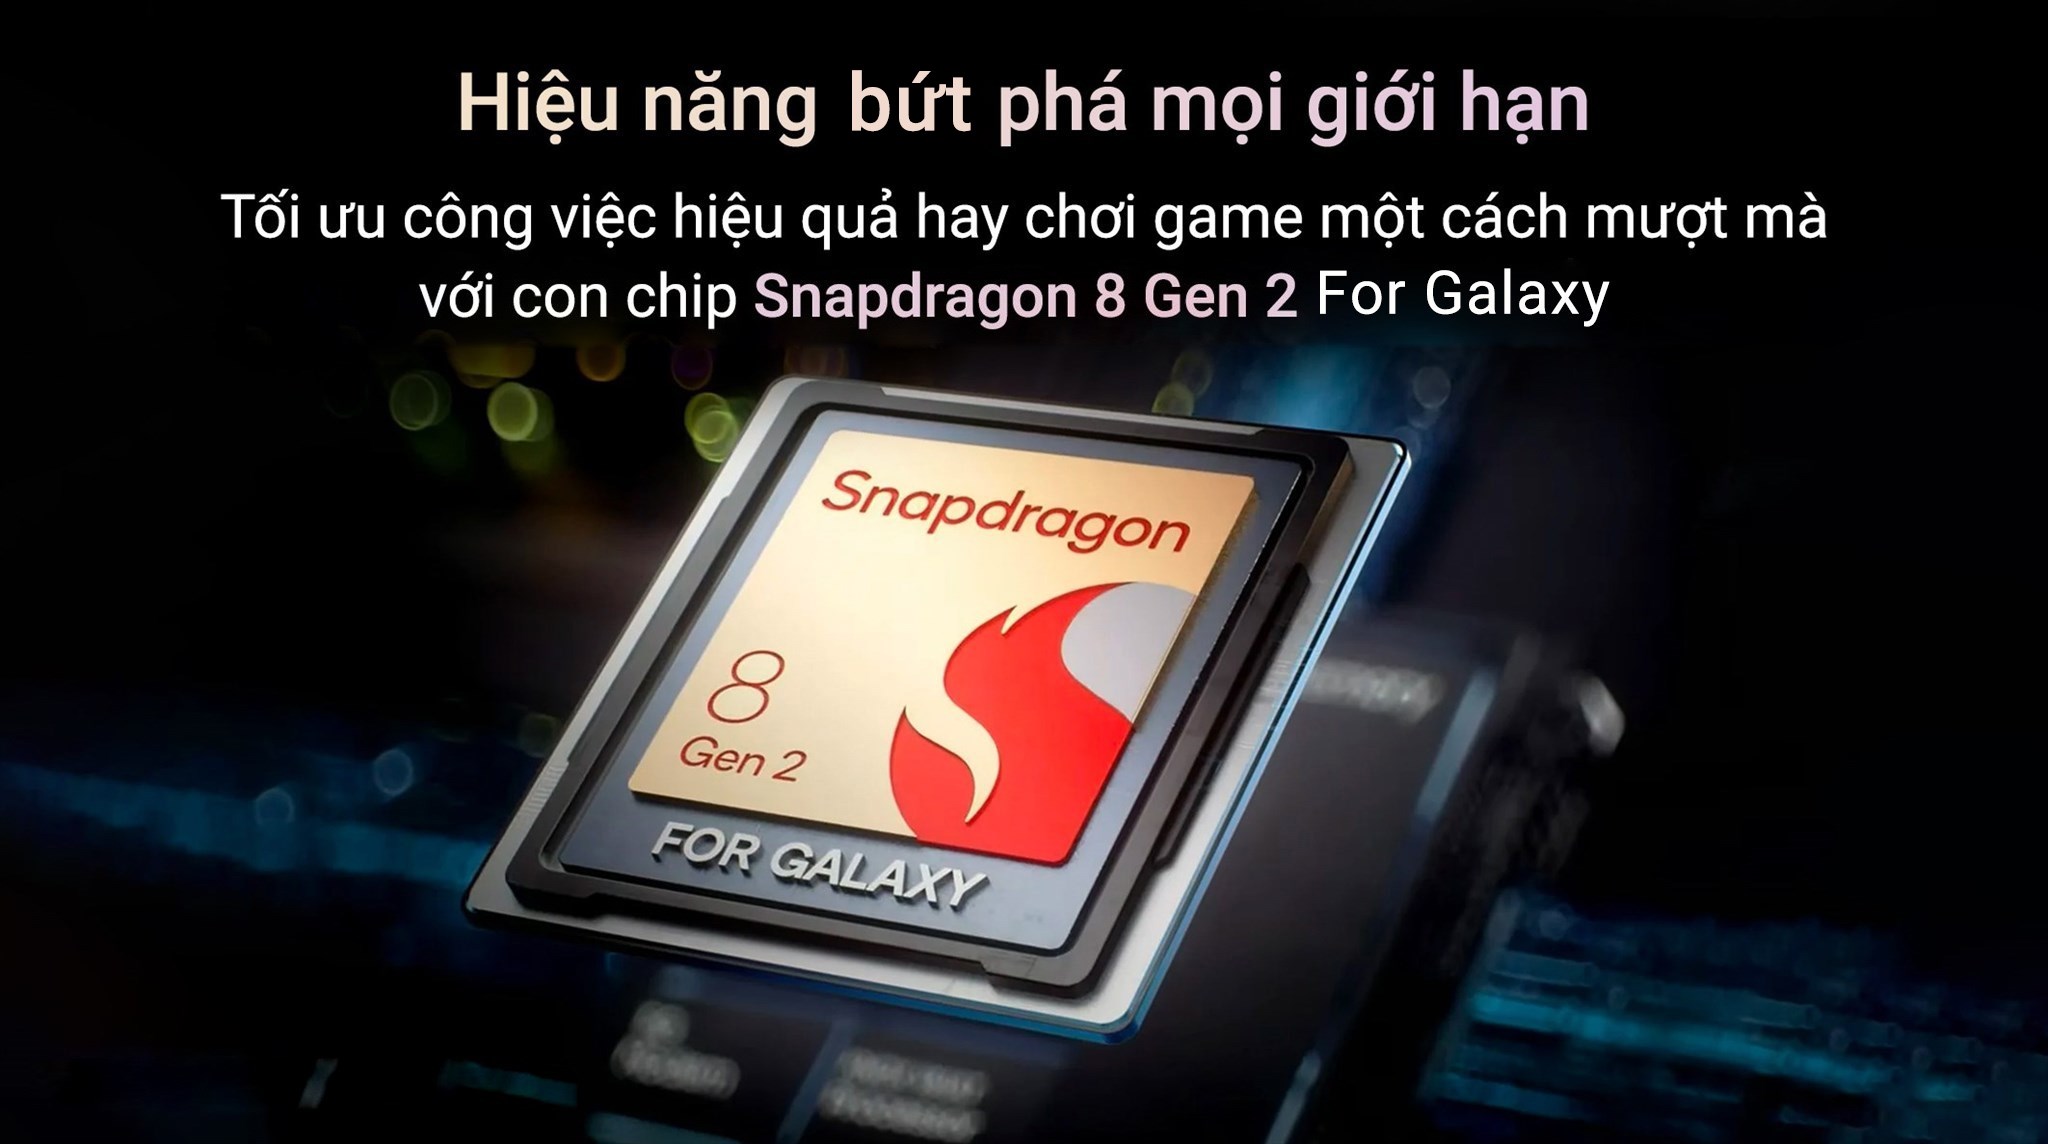 Hiệu năng bứt phá mọi giới hạn
Tối ưu công việc hiệu quả hay chơi game một cách mượt mà
với con chip Snapdragon 8 Gen 2 For Galaxy
Snapdragon
8
Gen 2
FOR GALAXY